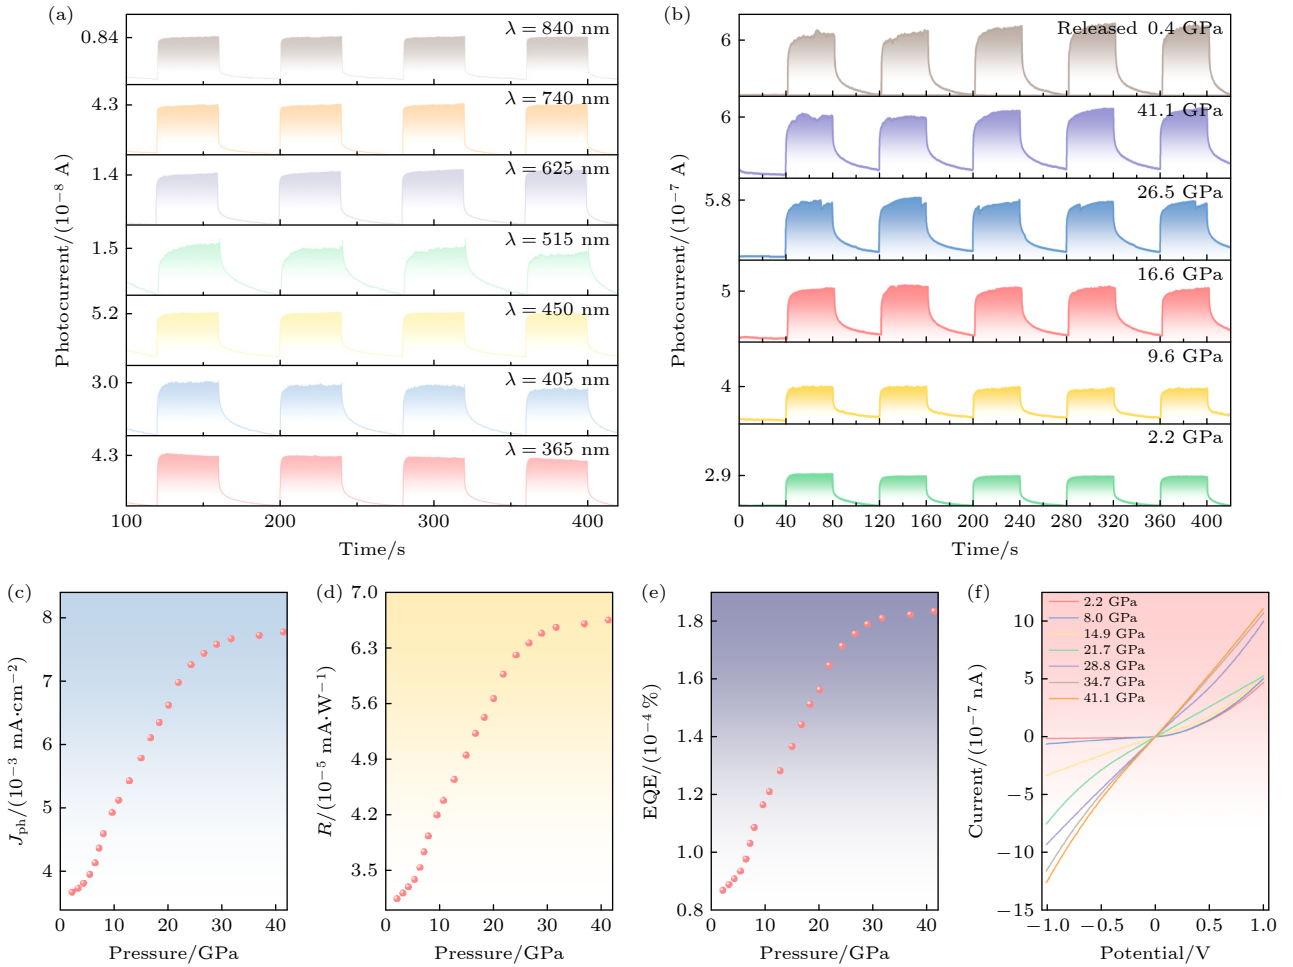 (a)
λ = 840 nm
0.84
λ = 740 nm
4.3
λ = 625 nm
1.4
λ = 515 nm
1.5
λ = 450 nm
5.2
λ = 405 nm
3.0
λ = 365 nm
4.3
Photocurrent/(10⁻⁸ A)
100 200 300 400
Time/s
(b)
Released 0.4 GPa
6
41.1 GPa
6
26.5 GPa
5.8
16.6 GPa
5
9.6 GPa
4
2.2 GPa
2.9
Photocurrent/(10⁻⁷ A)
0 40 80 120 160 200 240 280 320 360 400
Time/s
(c)
8
7
6
5
4
J_ph/(10⁻³ mA·cm⁻²)
0 10 20 30 40
Pressure/GPa
(d)
7.0
6.3
5.6
4.9
4.2
3.5
R/(10⁻⁵ mA·W⁻¹)
0 10 20 30 40
Pressure/GPa
(e)
1.8
1.6
1.4
1.2
1.0
0.8
EQE/(10⁻⁴ %)
0 10 20 30 40
Pressure/GPa
(f)
2.2 GPa
8.0 GPa
14.9 GPa
21.7 GPa
28.8 GPa
34.7 GPa
41.1 GPa
10
5
0
−5
−10
−15
Current/(10⁻⁷ nA)
−1.0 −0.5 0 0.5 1.0
Potential/V